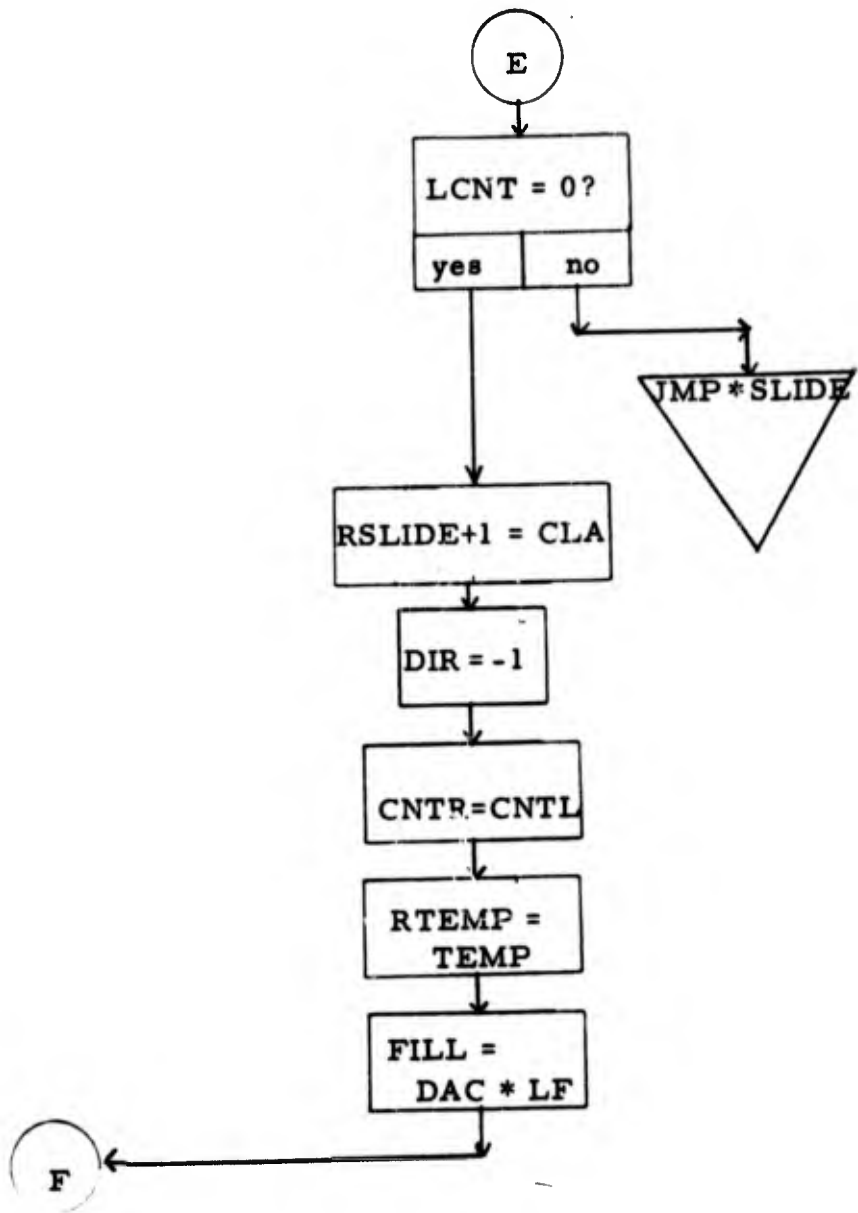 E
LCNT = 0?
yes no
JMP * SLIDE
RSLIDE+1 = CLA
DIR = -1
CNTR=CNTL
RTEMP =
TEMP
FILL =
DAC * LF
F